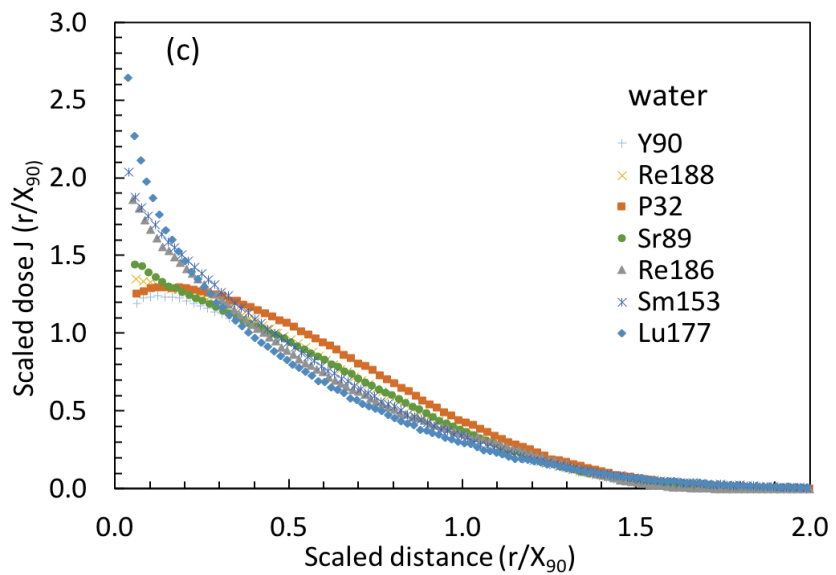 (c)
Scaled dose J (r/X90)
3.0
2.5
2.0
1.5
1.0
0.5
0.0
water
Y90
Re188
P32
Sr89
Re186
Sm153
Lu177
0.0 0.5 1.0 1.5 2.0
Scaled distance (r/X90)